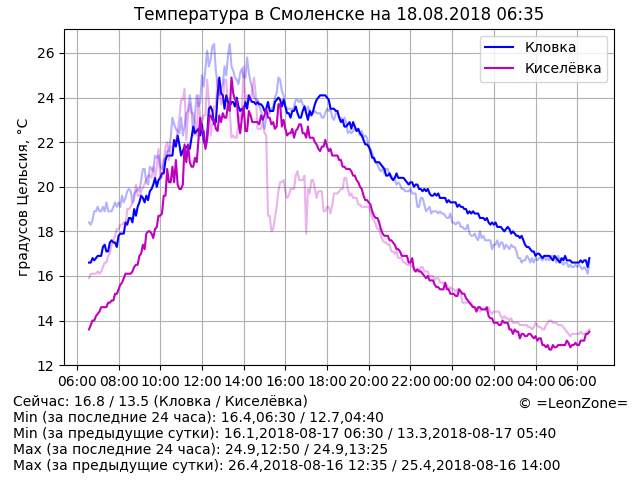 Температура в Смоленске на 18.08.2018 06:35
градусов Цельсия, °C
26
24
22
20
18
16
14
12
Кловка
Киселёвка
06:00 08:00 10:00 12:00 14:00 16:00 18:00 20:00 22:00 00:00 02:00 04:00 06:00
© =LeonZone=
Сейчас: 16.8 / 13.5 (Кловка / Киселёвка)
Min (за последние 24 часа): 16.4,06:30 / 12.7,04:40
Min (за предыдущие сутки): 16.1,2018-08-17 06:30 / 13.3,2018-08-17 05:40
Max (за последние 24 часа): 24.9,12:50 / 24.9,13:25
Max (за предыдущие сутки): 26.4,2018-08-16 12:35 / 25.4,2018-08-16 14:00